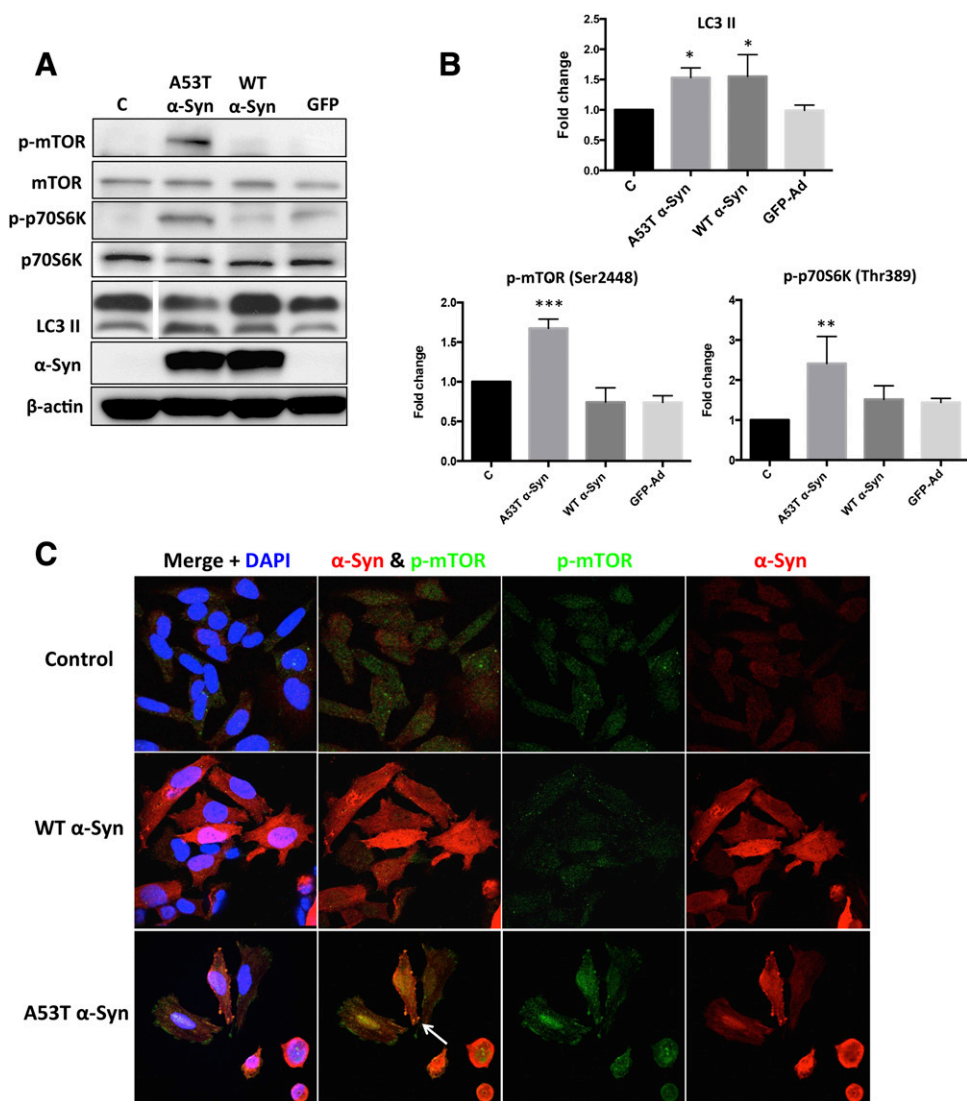 A
C
A53T
α-Syn
WT
α-Syn
GFP
p-mTOR
mTOR
p-p70S6K
p70S6K
LC3 II
α-Syn
β-actin
B
LC3 II
Fold change
2.0
1.5
1.0
0.5
0.0
*
*
C
A53T α-Syn
WT α-Syn
GFP-Ad
p-mTOR (Ser2448)
Fold change
2.0
1.5
1.0
0.5
0.0
***
C
A53T α-Syn
WT α-Syn
GFP-Ad
p-p70S6K (Thr389)
Fold change
4
2
0
**
C
A53T α-Syn
WT α-Syn
GFP-Ad
C
Merge + DAPI
α-Syn & p-mTOR
p-mTOR
α-Syn
Control
WT α-Syn
A53T α-Syn